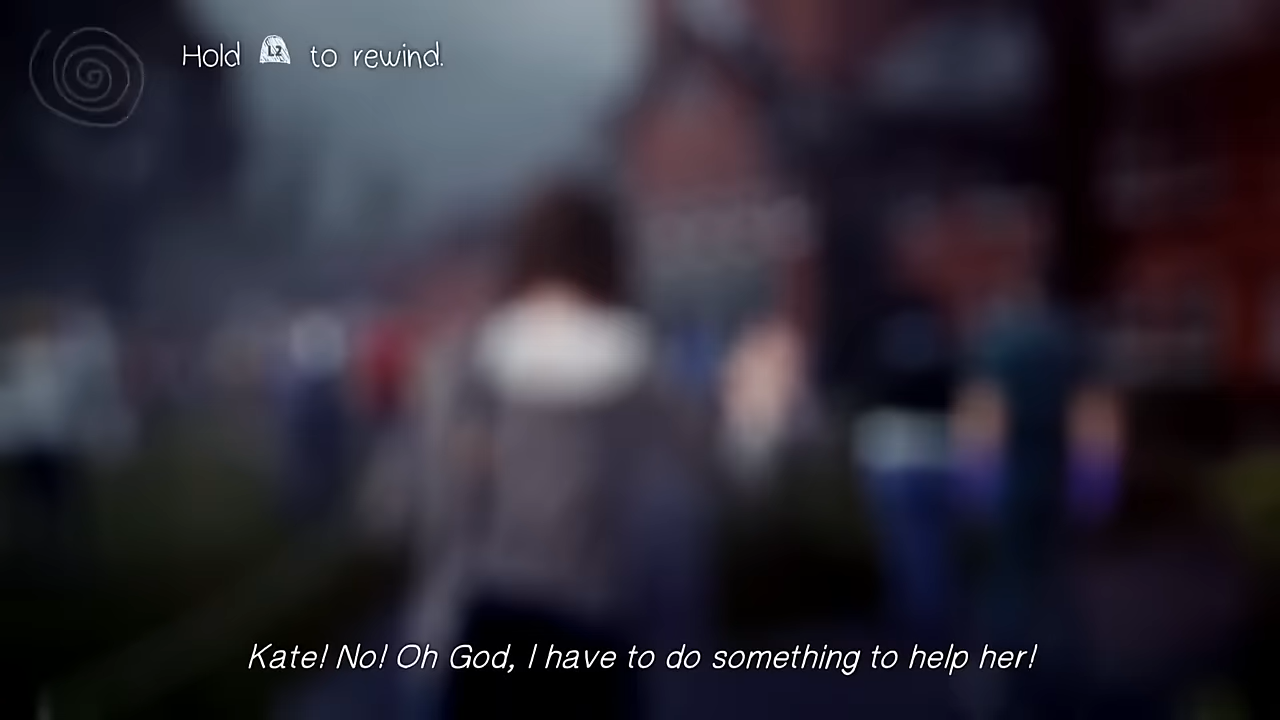 Hold L2 to rewind.
Kate! No! Oh God, I have to do something to help her!